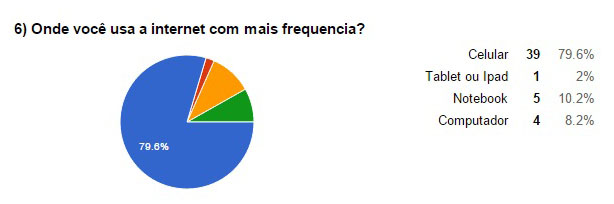 6) Onde você usa a internet com mais frequencia?
Celular 39 79.6%
Tablet ou Ipad 1 2%
Notebook 5 10.2%
Computador 4 8.2%
79.6%